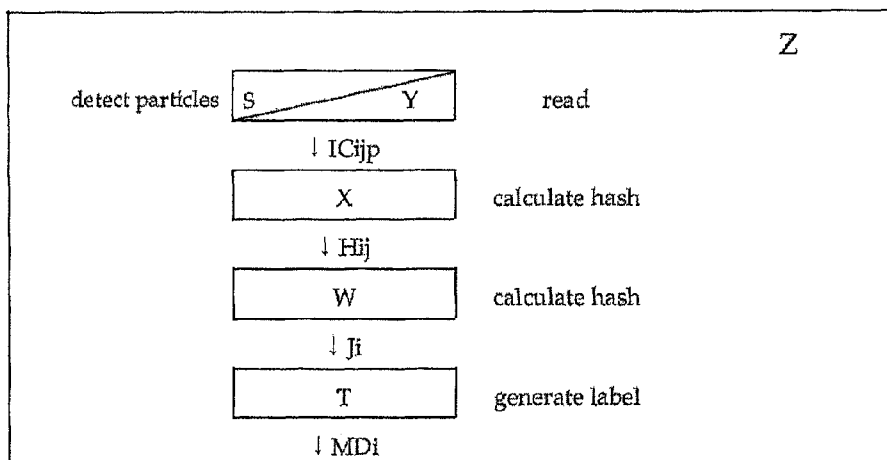 Z
detect particles S Y read
↓ ICijp
X calculate hash
↓ Hij
W calculate hash
↓ Ji
T generate label
↓ MDi